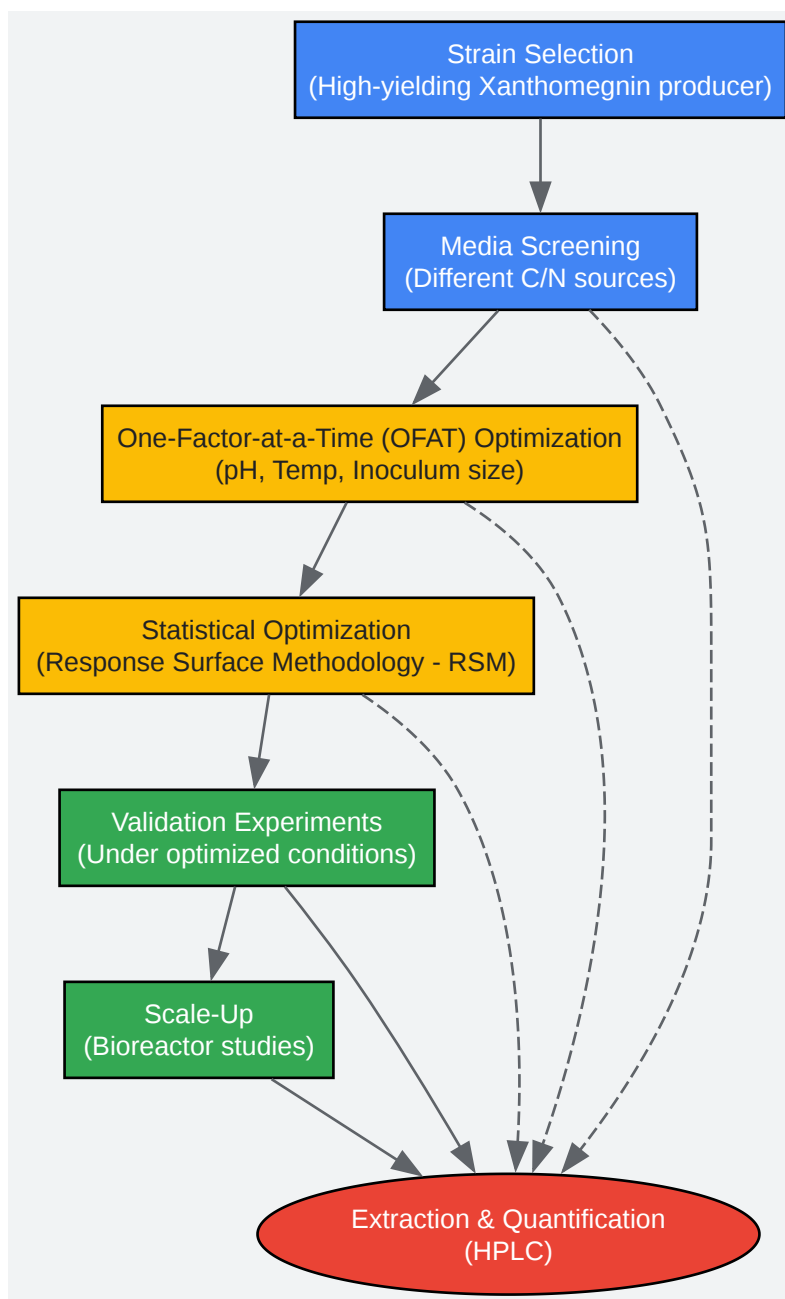 Strain Selection
(High-yielding Xanthomegnin producer)
Media Screening
(Different C/N sources)
One-Factor-at-a-Time (OFAT) Optimization
(pH, Temp, Inoculum size)
Statistical Optimization
(Response Surface Methodology - RSM)
Validation Experiments
(Under optimized conditions)
Scale-Up
(Bioreactor studies)
Extraction & Quantification
(HPLC)